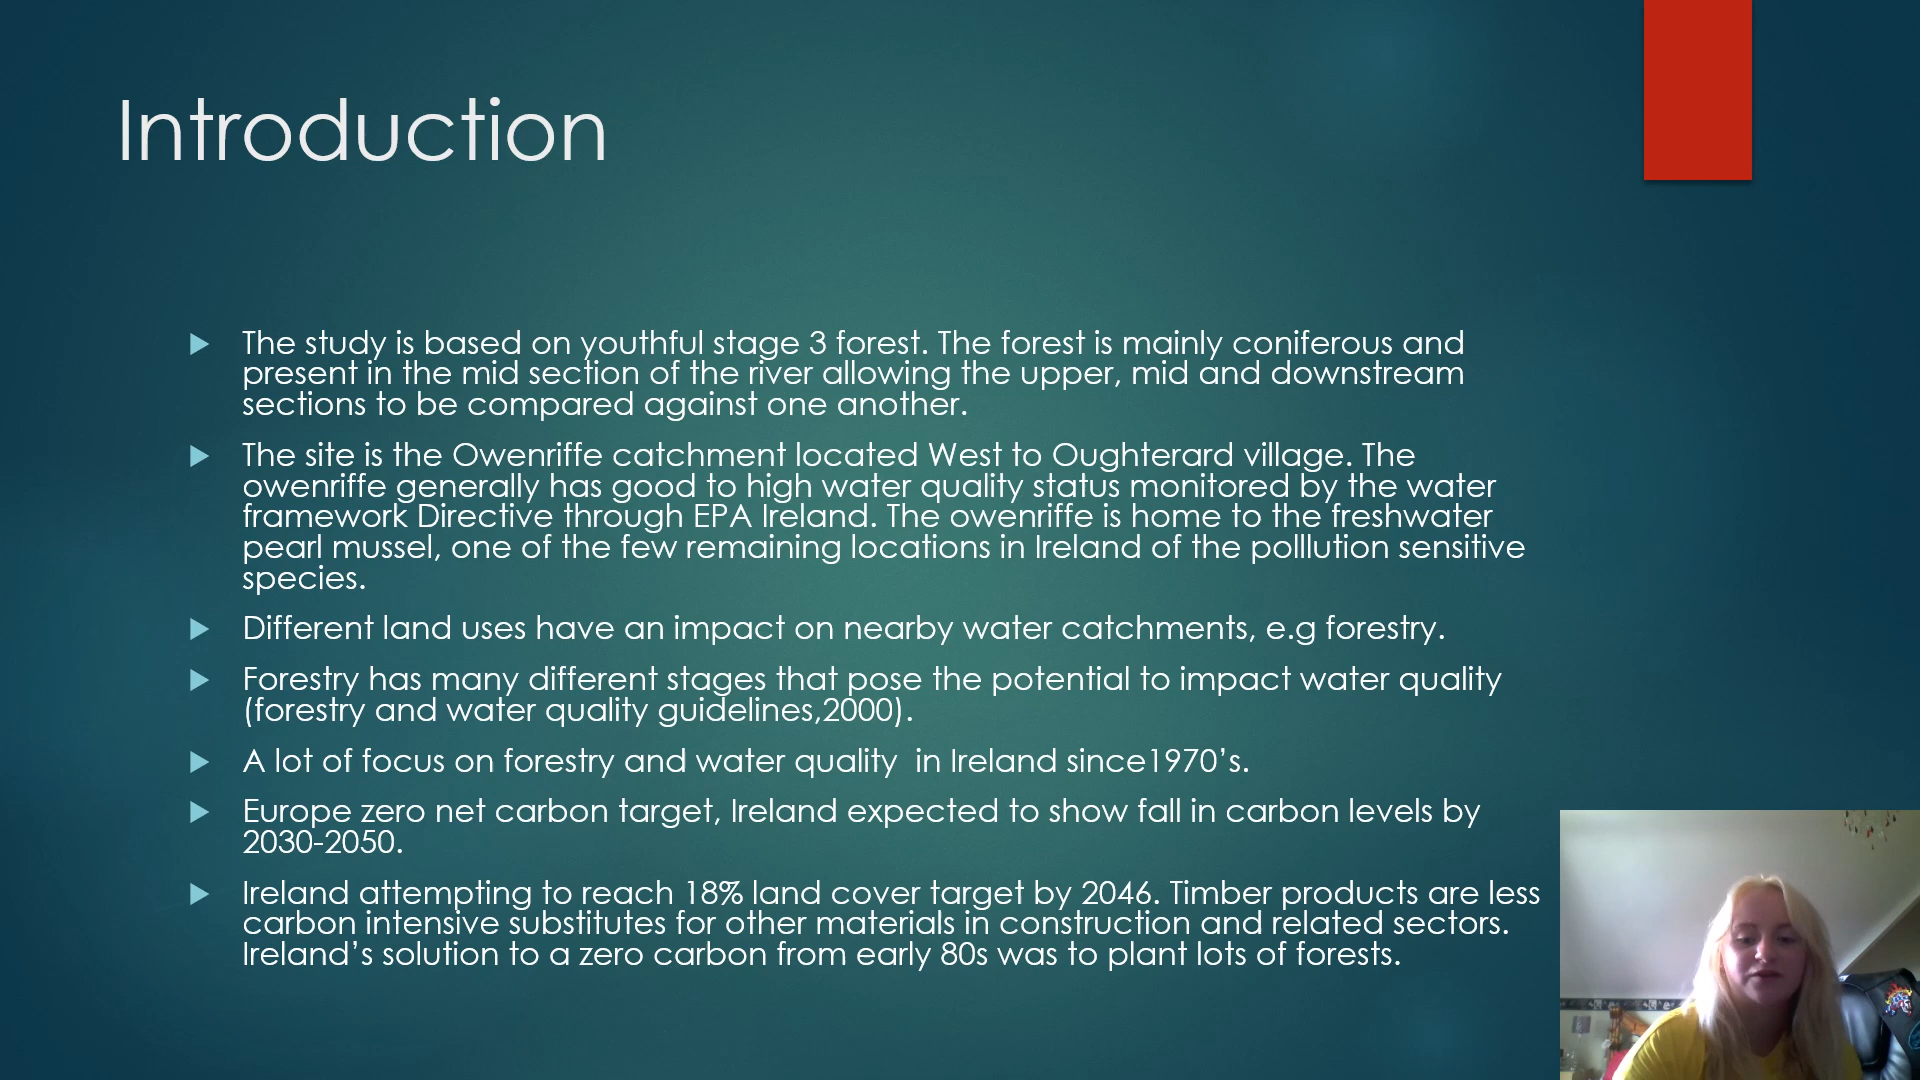 Introduction
The study is based on youthful stage 3 forest. The forest is mainly coniferous and
present in the mid section of the river allowing the upper, mid and downstream
sections to be compared against one another.
The site is the Owenriffe catchment located West to Oughterard village. The
owenriffe generally has good to high water quality status monitored by the water
framework Directive through EPA Ireland. The owenriffe is home to the freshwater
pearl mussel, one of the few remaining locations in Ireland of the polllution sensitive
species.
Different land uses have an impact on nearby water catchments, e.g forestry.
Forestry has many different stages that pose the potential to impact water quality
(forestry and water quality guidelines,2000).
A lot of focus on forestry and water quality  in Ireland since1970’s.
Europe zero net carbon target, Ireland expected to show fall in carbon levels by
2030-2050.
Ireland attempting to reach 18% land cover target by 2046. Timber products are less
carbon intensive substitutes for other materials in construction and related sectors.
Ireland’s solution to a zero carbon from early 80s was to plant lots of forests.